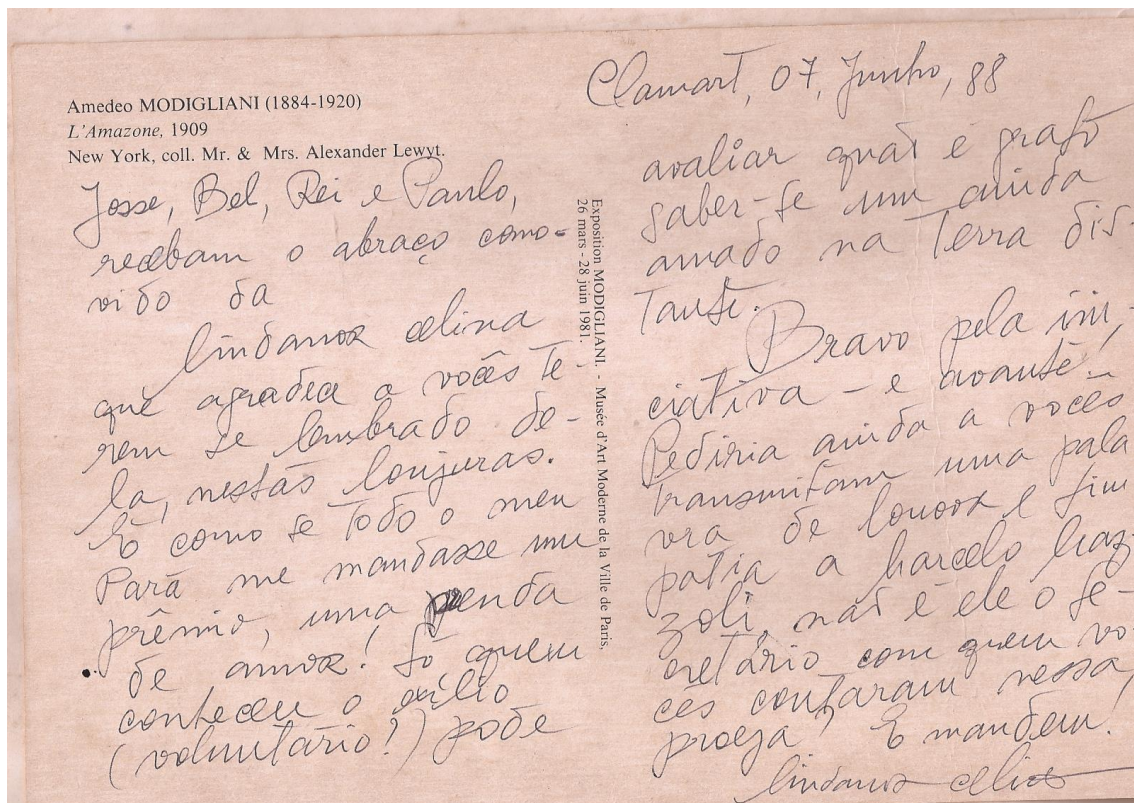 Amedeo MODIGLIANI (1884-1920)
L'Amazone, 1909
New York, coll. Mr. & Mrs. Alexander Lewyt.
Josse, Bel, Rei e Paulo,
recebam o abraço como-
vido da
Lindanor Celina
que agradece a vocês te-
rem se lembrado de-
la, nestas lonjuras.
É como se todo o meu
Pará me mandasse um
prêmio, uma prenda
de amor! Só quem
conheceu o exílio
(voluntário?) pode
Exposition MODIGLIANI. - Musée d'Art Moderne de la Ville de Paris,
26 mars - 28 juin 1981.
Clamart, 07, Junho, 88
avaliar quão é grato
saber-se um ainda
amado na Terra dis-
tante.
Bravo pela ini-
ciativa - e avante!
Pediria ainda a vocês
transmitam uma pala
vra de louvor e sim
patia a Marcelo
não é ele o se-
cretário com quem vo-
cês contaram nessa
proeza? E mandem!
Lindanor Celina